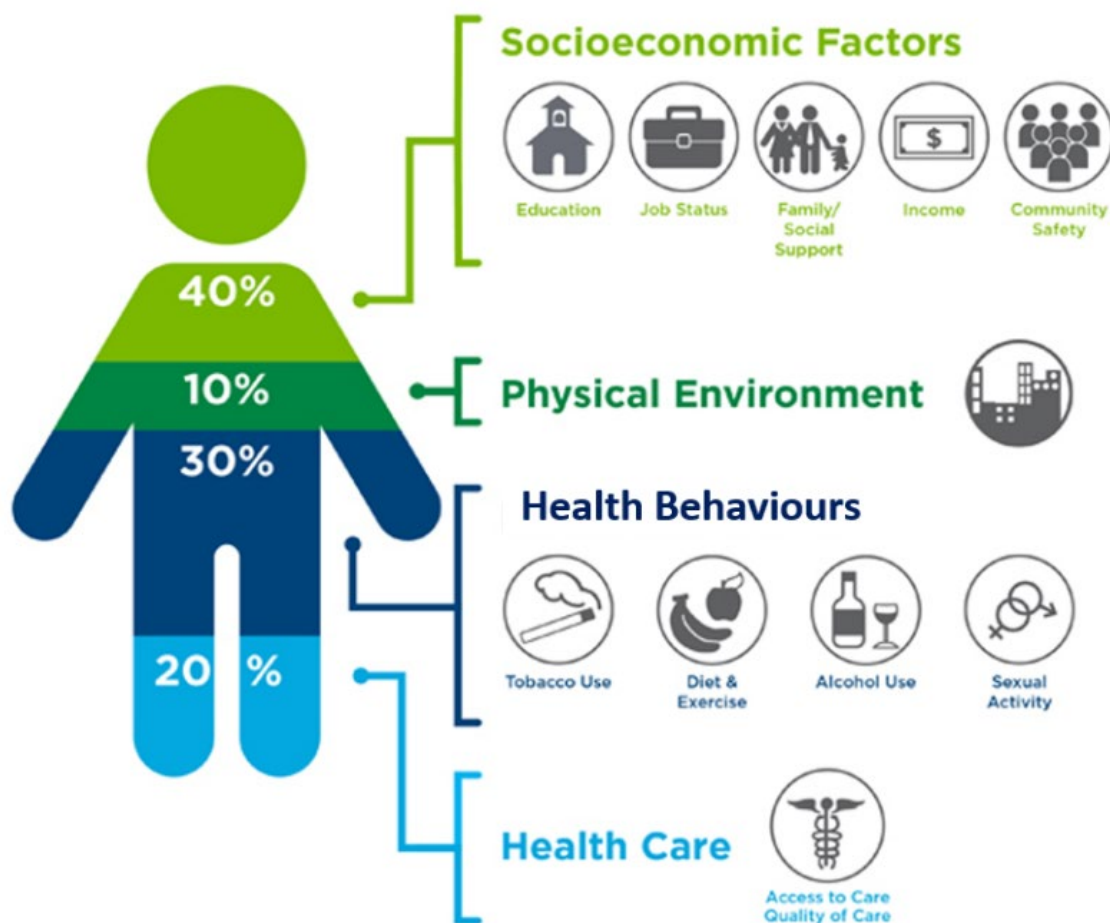 Socioeconomic Factors
$
Education
Job Status
Family/
Social
Support
Income
Community
Safety
40%
10%
Physical Environment
30%
Health Behaviours
Tobacco Use
Diet &
Exercise
Alcohol Use
Sexual
Activity
20 %
Health Care
Access to Care
Quality of Care